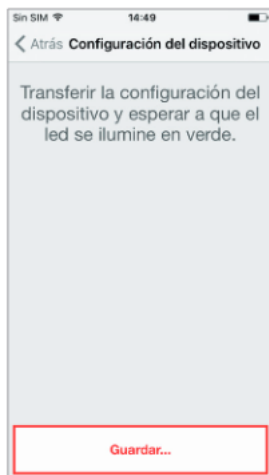 Sin SIM 14:49
Atrás Configuración del dispositivo
Transferir la configuración del
dispositivo y esperar a que el
led se ilumine en verde.
Guardar...